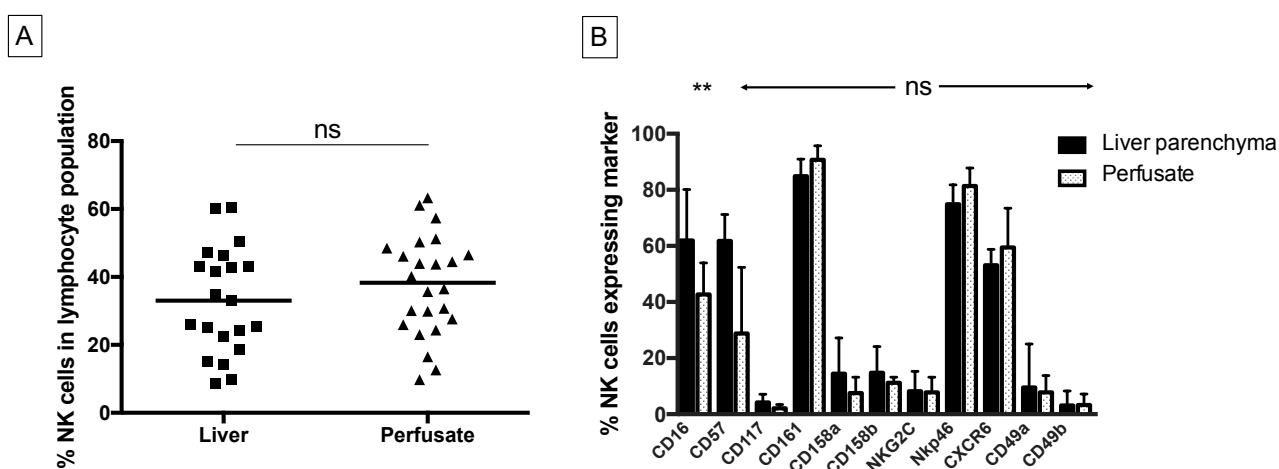 A
% NK cells in lymphocyte population
80
60
40
20
0
ns
Liver
Perfusate
B
** ns
% NK cells expressing marker
100
80
60
40
20
0
Liver parenchyma
Perfusate
CD16
CD57
CD117
CD161
CD158a
CD158b
NKG2C
Nkp46
CXCR6
CD49a
CD49b